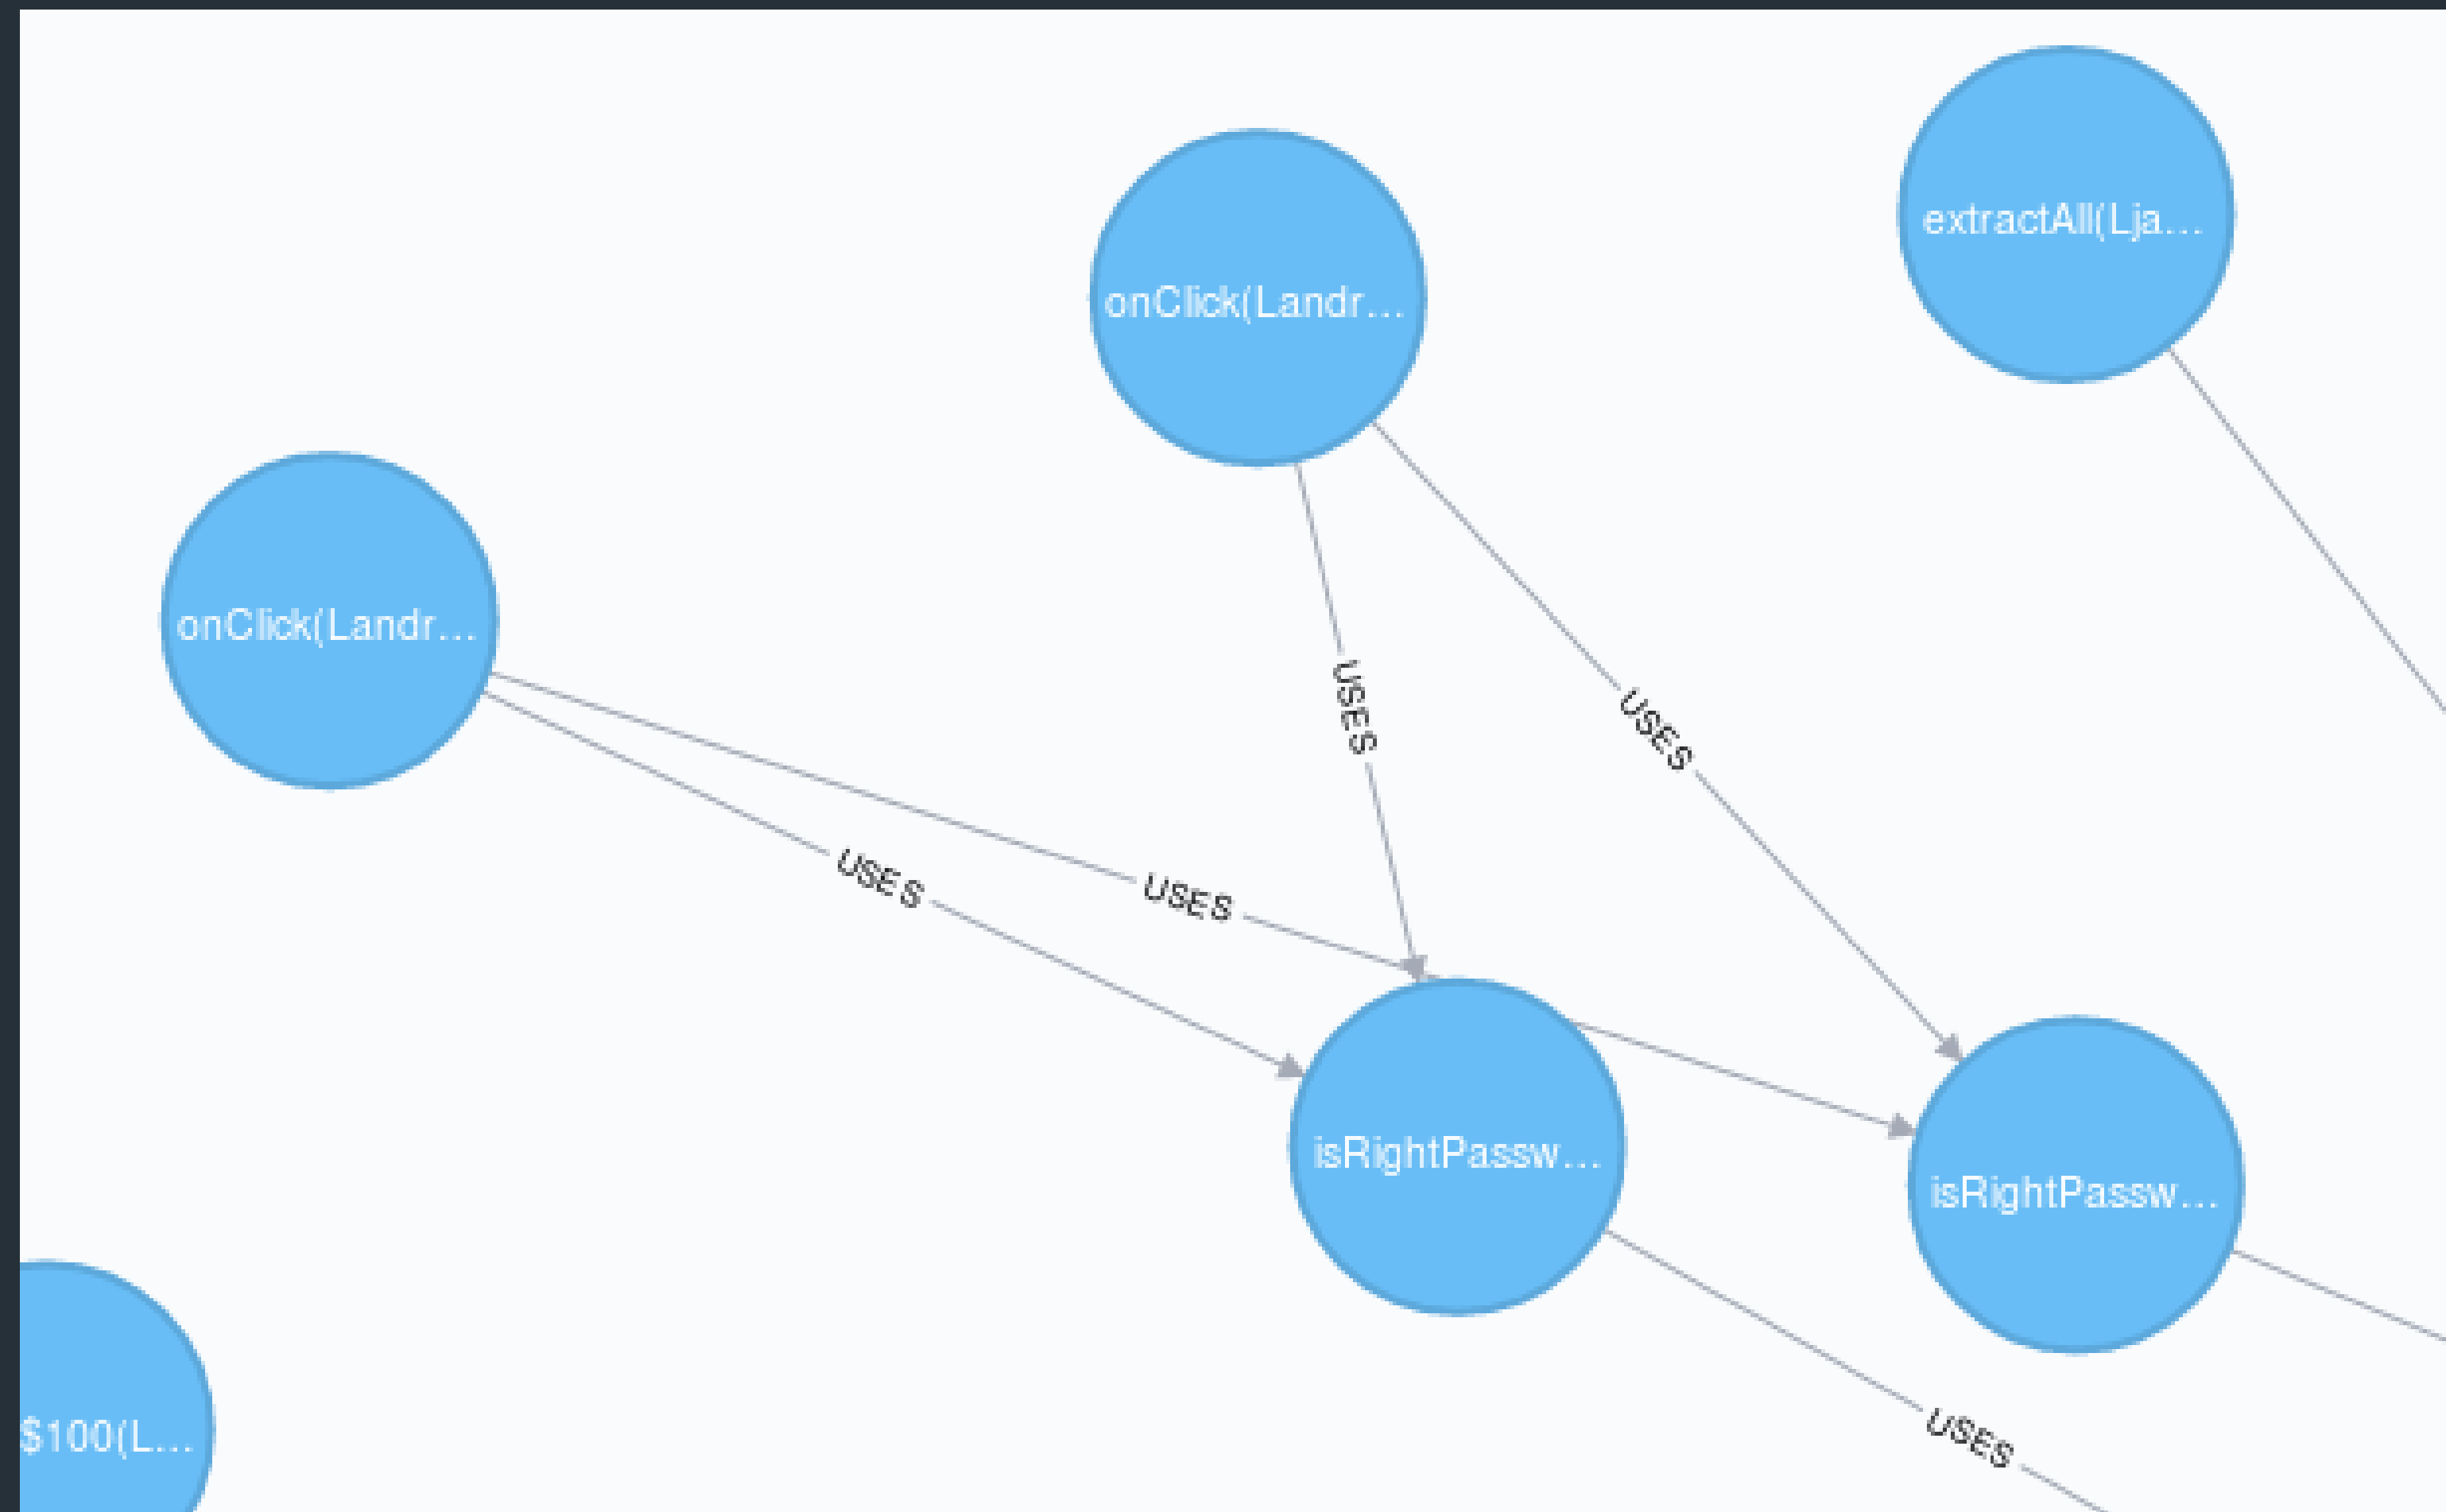 extractAll(Lja...
onClick(Landr...
onClick(Landr...
USES
USES
USES
USES
isRightPassw...
isRightPassw...
$100(L...
USES